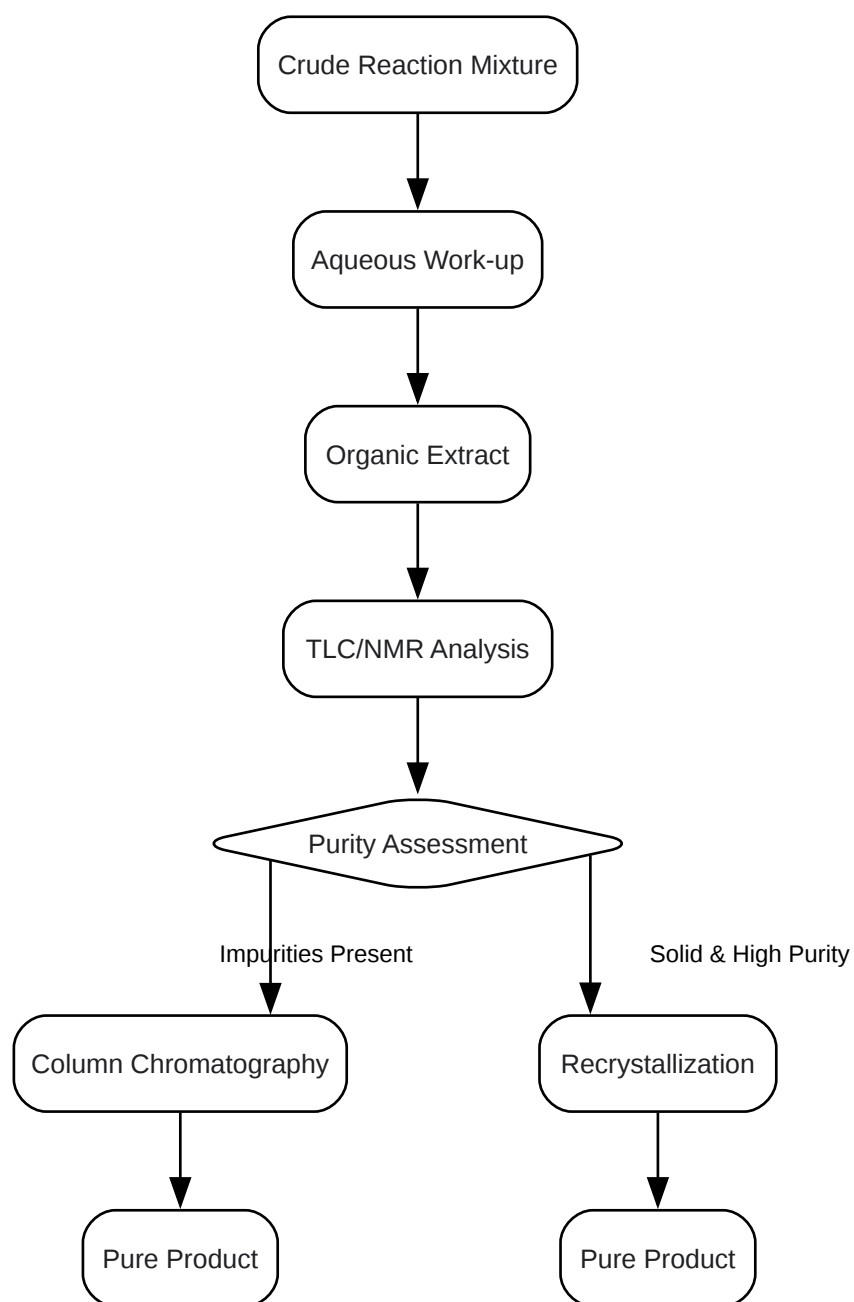 Crude Reaction Mixture
Aqueous Work-up
Organic Extract
TLC/NMR Analysis
Purity Assessment
Impurities Present
Solid & High Purity
Column Chromatography
Recrystallization
Pure Product
Pure Product